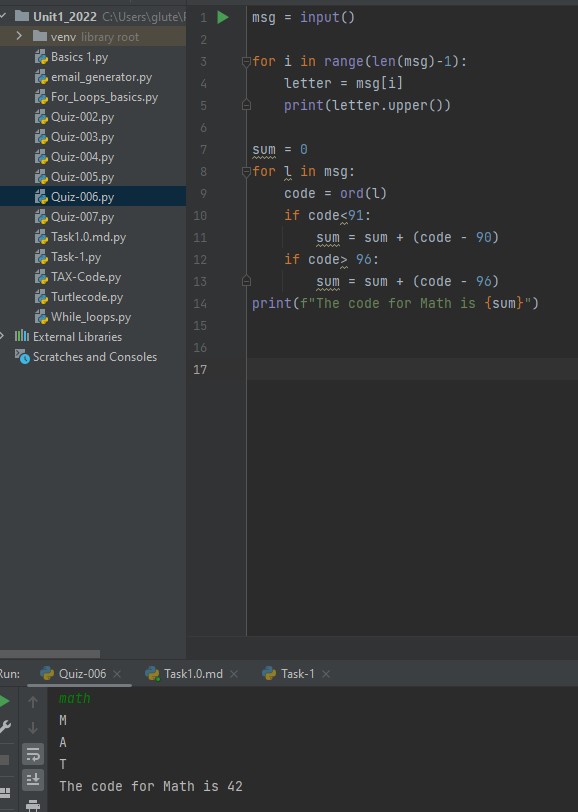 Unit1_2022 C:\Users\glute\
venv library root
Basics 1.py
email_generator.py
For_Loops_basics.py
Quiz-002.py
Quiz-003.py
Quiz-004.py
Quiz-005.py
Quiz-006.py
Quiz-007.py
Task1.0.md.py
Task-1.py
TAX-Code.py
Turtlecode.py
While_loops.py
External Libraries
Scratches and Consoles
1 msg = input()
2
3 for i in range(len(msg)-1):
4 letter = msg[i]
5 print(letter.upper())
6
7 sum = 0
8 for l in msg:
9 code = ord(l)
10 if code<91:
11 sum = sum + (code - 90)
12 if code> 96:
13 sum = sum + (code - 96)
14 print(f"The code for Math is {sum}")
15
16
17
Run: Quiz-006 Task1.0.md Task-1
math
M
A
T
The code for Math is 42